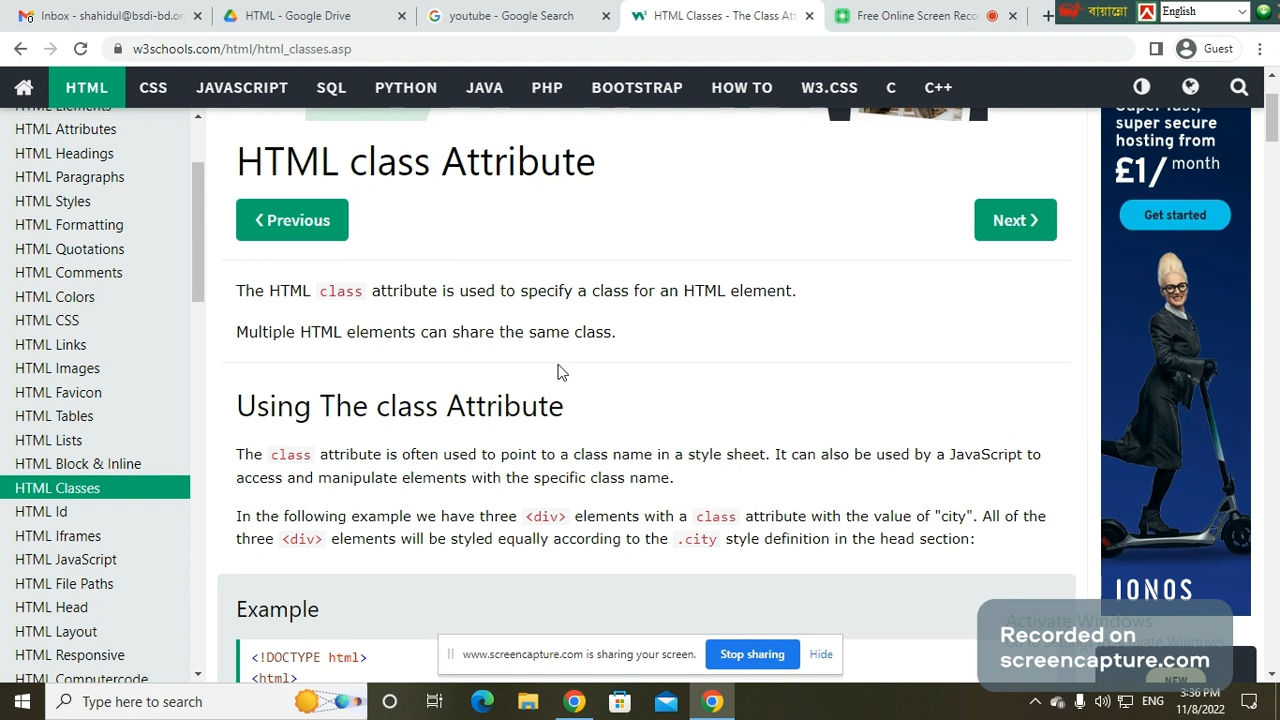 Inbox - shahidul@bsdi-bd.or
HTML - Google Drive
youtustb - Google Search
HTML Classes - The Class Att
Free Online Screen Reco
বায়ান্নো
English
w3schools.com/html/html_classes.asp
Guest
HTML CSS JAVASCRIPT SQL PYTHON JAVA PHP BOOTSTRAP HOW TO W3.CSS C C++
HTML Elements
HTML Attributes
HTML Headings
HTML Paragraphs
HTML Styles
HTML Formatting
HTML Quotations
HTML Comments
HTML Colors
HTML CSS
HTML Links
HTML Images
HTML Favicon
HTML Tables
HTML Lists
HTML Block & Inline
HTML Classes
HTML Id
HTML Iframes
HTML JavaScript
HTML File Paths
HTML Head
HTML Layout
HTML Responsive
HTML Computercode
HTML class Attribute
❮ Previous
Next ❯
The HTML class attribute is used to specify a class for an HTML element.
Multiple HTML elements can share the same class.
Using The class Attribute
The class attribute is often used to point to a class name in a style sheet. It can also be used by a JavaScript to
access and manipulate elements with the specific class name.
In the following example we have three <div> elements with a class attribute with the value of "city". All of the
three <div> elements will be styled equally according to the .city style definition in the head section:
Example
<!DOCTYPE html>
<html>
Super fast,
super secure
hosting from
£1/ month
Get started
IONOS
Activate Windows
Recorded on
screencapture.com
NEW
www.screencapture.com is sharing your screen.
Stop sharing
Hide
Type here to search
ENG
3:36 PM
11/8/2022